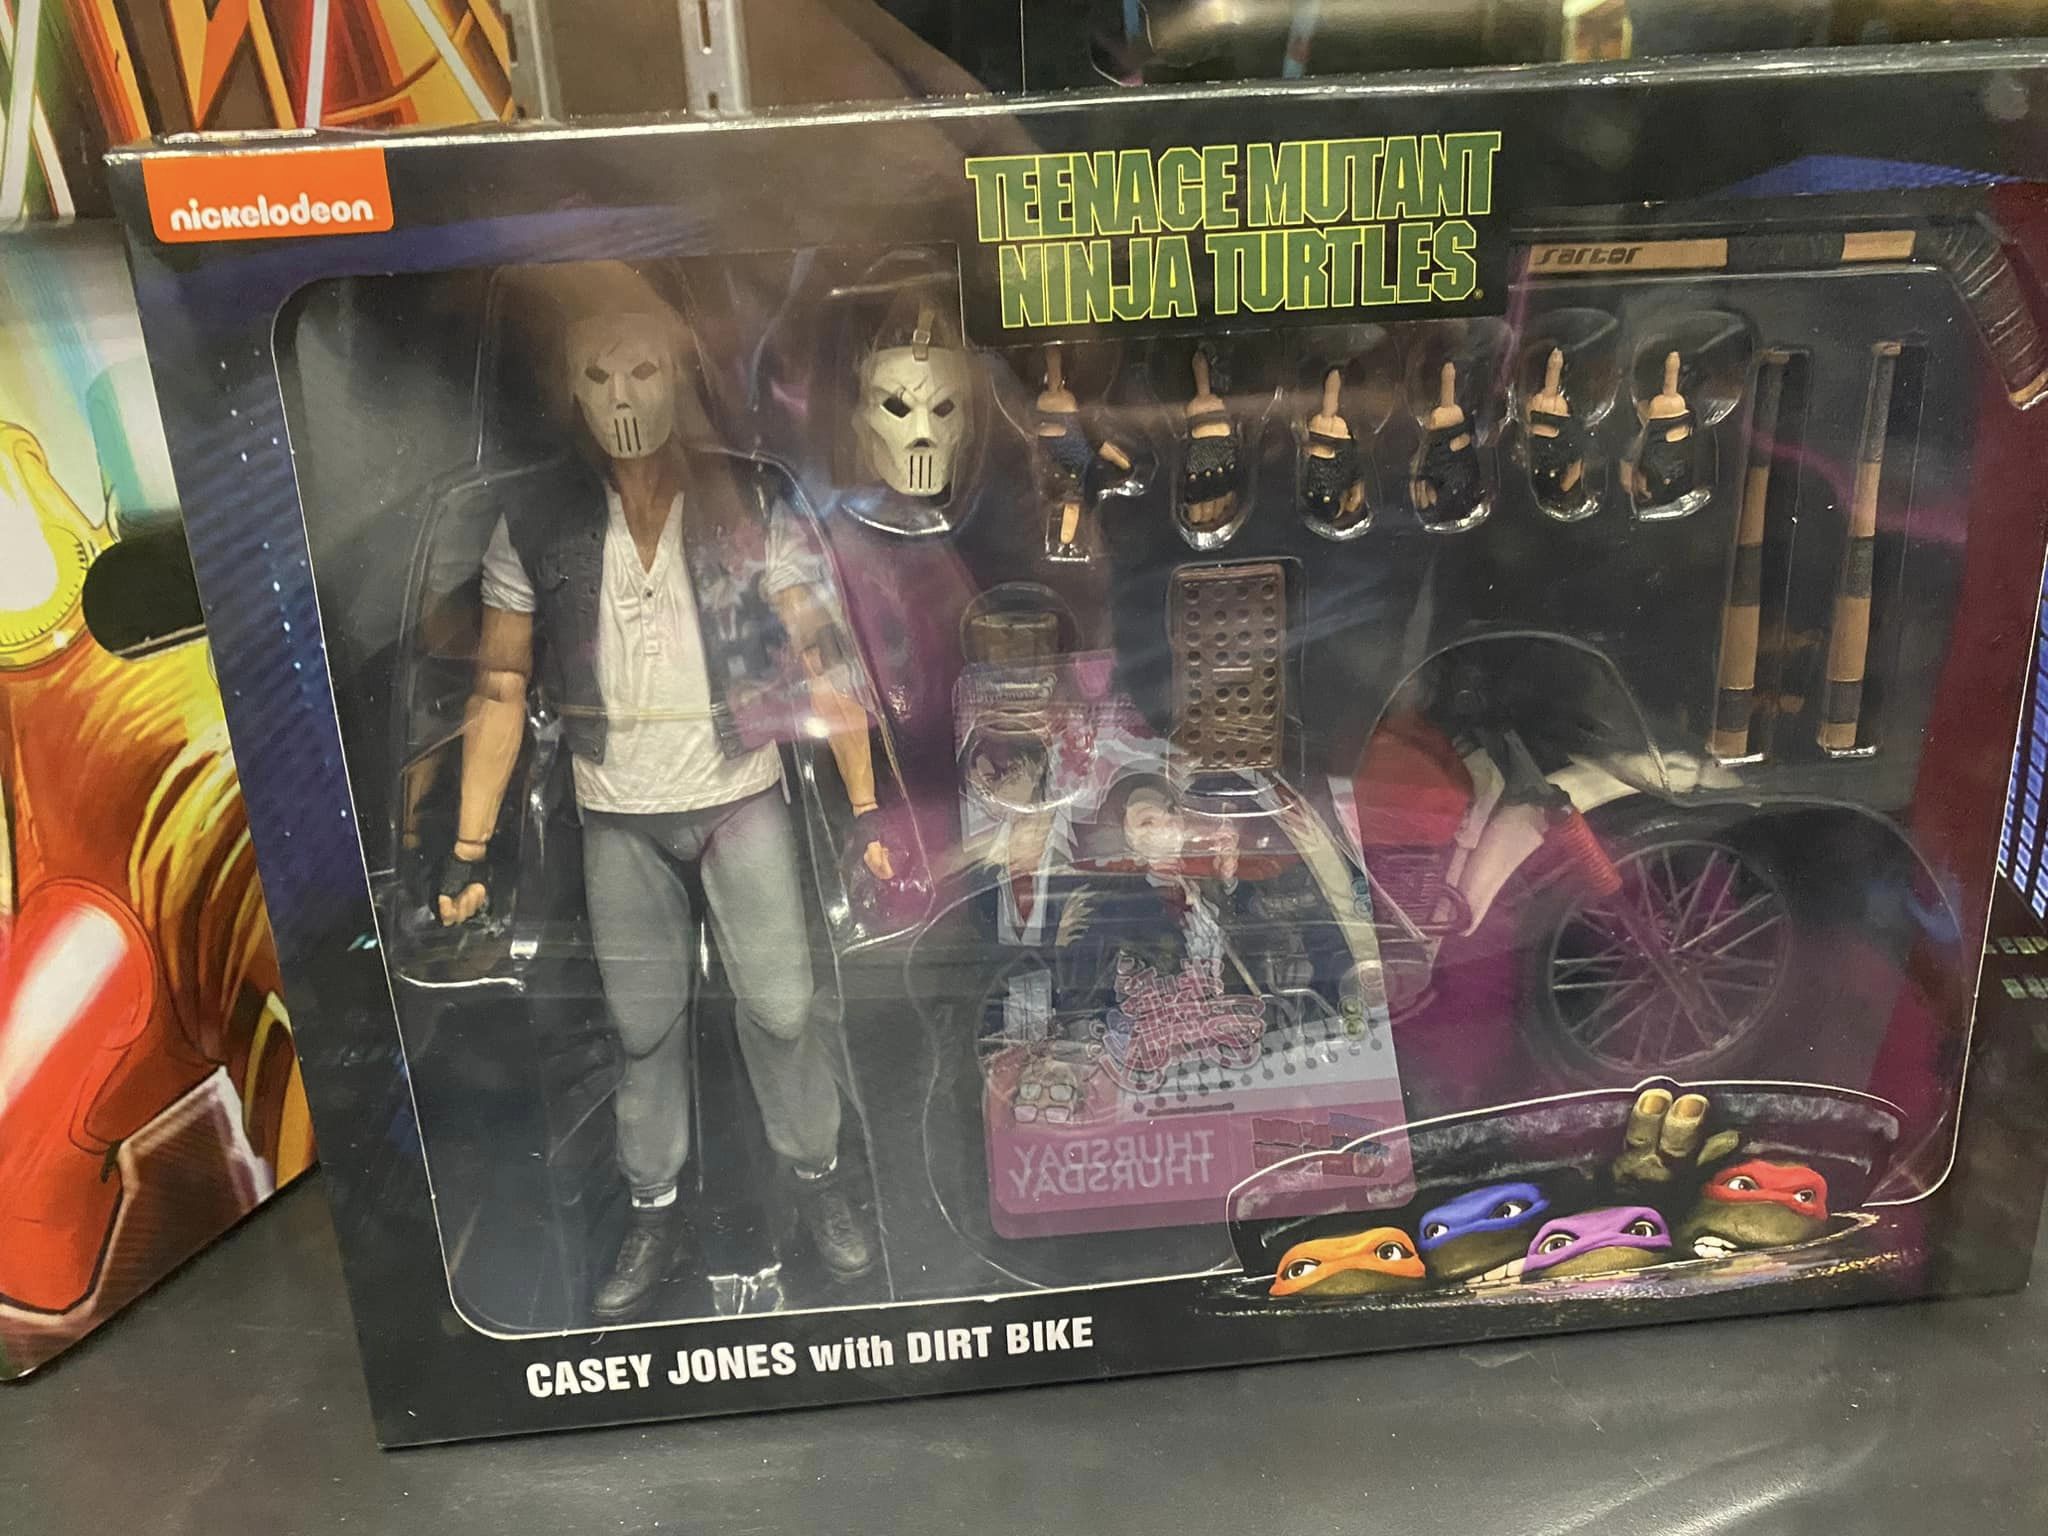 nickelodeon
TEENAGE MUTANT
NINJA TURTLES
Sartor
THURSDAY
THURSDAY
CASEY JONES with DIRT BIKE